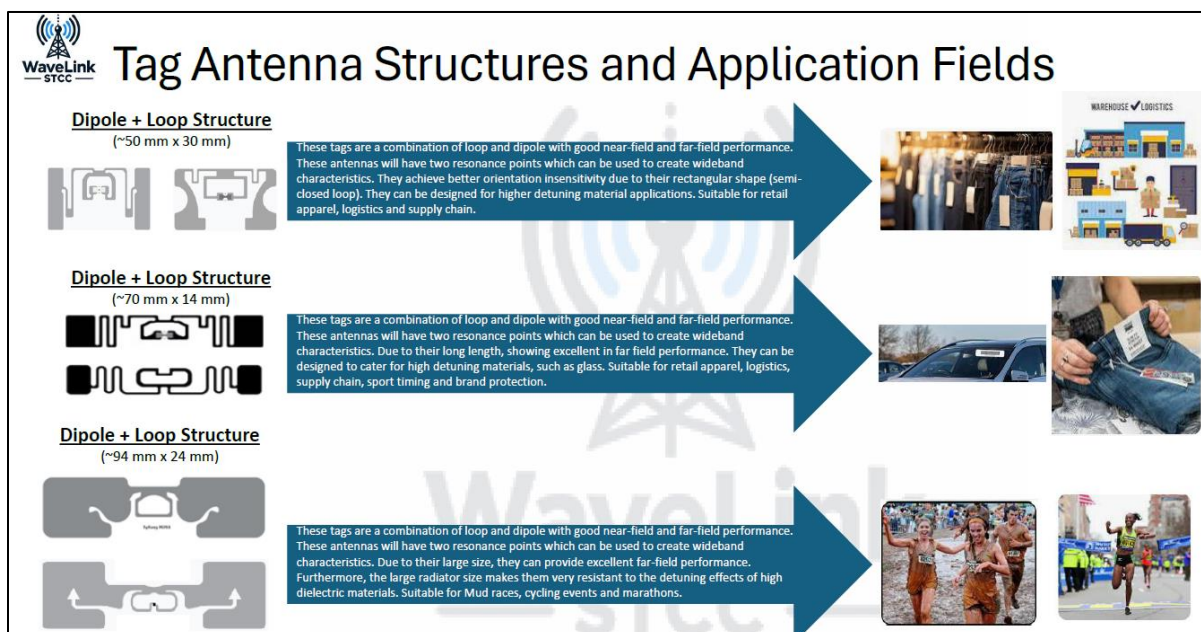 WaveLink
STCC
Tag Antenna Structures and Application Fields
Dipole + Loop Structure
(~50 mm x 30 mm)
These tags are a combination of loop and dipole with good near-field and far-field performance.
These antennas will have two resonance points which can be used to create wideband
characteristics. They achieve better orientation insensitivity due to their rectangular shape (semi-
closed loop). They can be designed for higher detuning material applications. Suitable for retail
apparel, logistics and supply chain.
WAREHOUSE LOGISTICS
Dipole + Loop Structure
(~70 mm x 14 mm)
These tags are a combination of loop and dipole with good near-field and far-field performance.
These antennas will have two resonance points which can be used to create wideband
characteristics. Due to their long length, showing excellent in far field performance. They can be
designed to cater for high detuning materials, such as glass. Suitable for retail apparel, logistics,
supply chain, sport timing and brand protection.
Dipole + Loop Structure
(~94 mm x 24 mm)
These tags are a combination of loop and dipole with good near-field and far-field performance.
These antennas will have two resonance points which can be used to create wideband
characteristics. Due to their large size, they can provide excellent far-field performance.
Furthermore, the large radiator size makes them very resistant to the detuning effects of high
dielectric materials. Suitable for Mud races, cycling events and marathons.
WaveLink
STCC